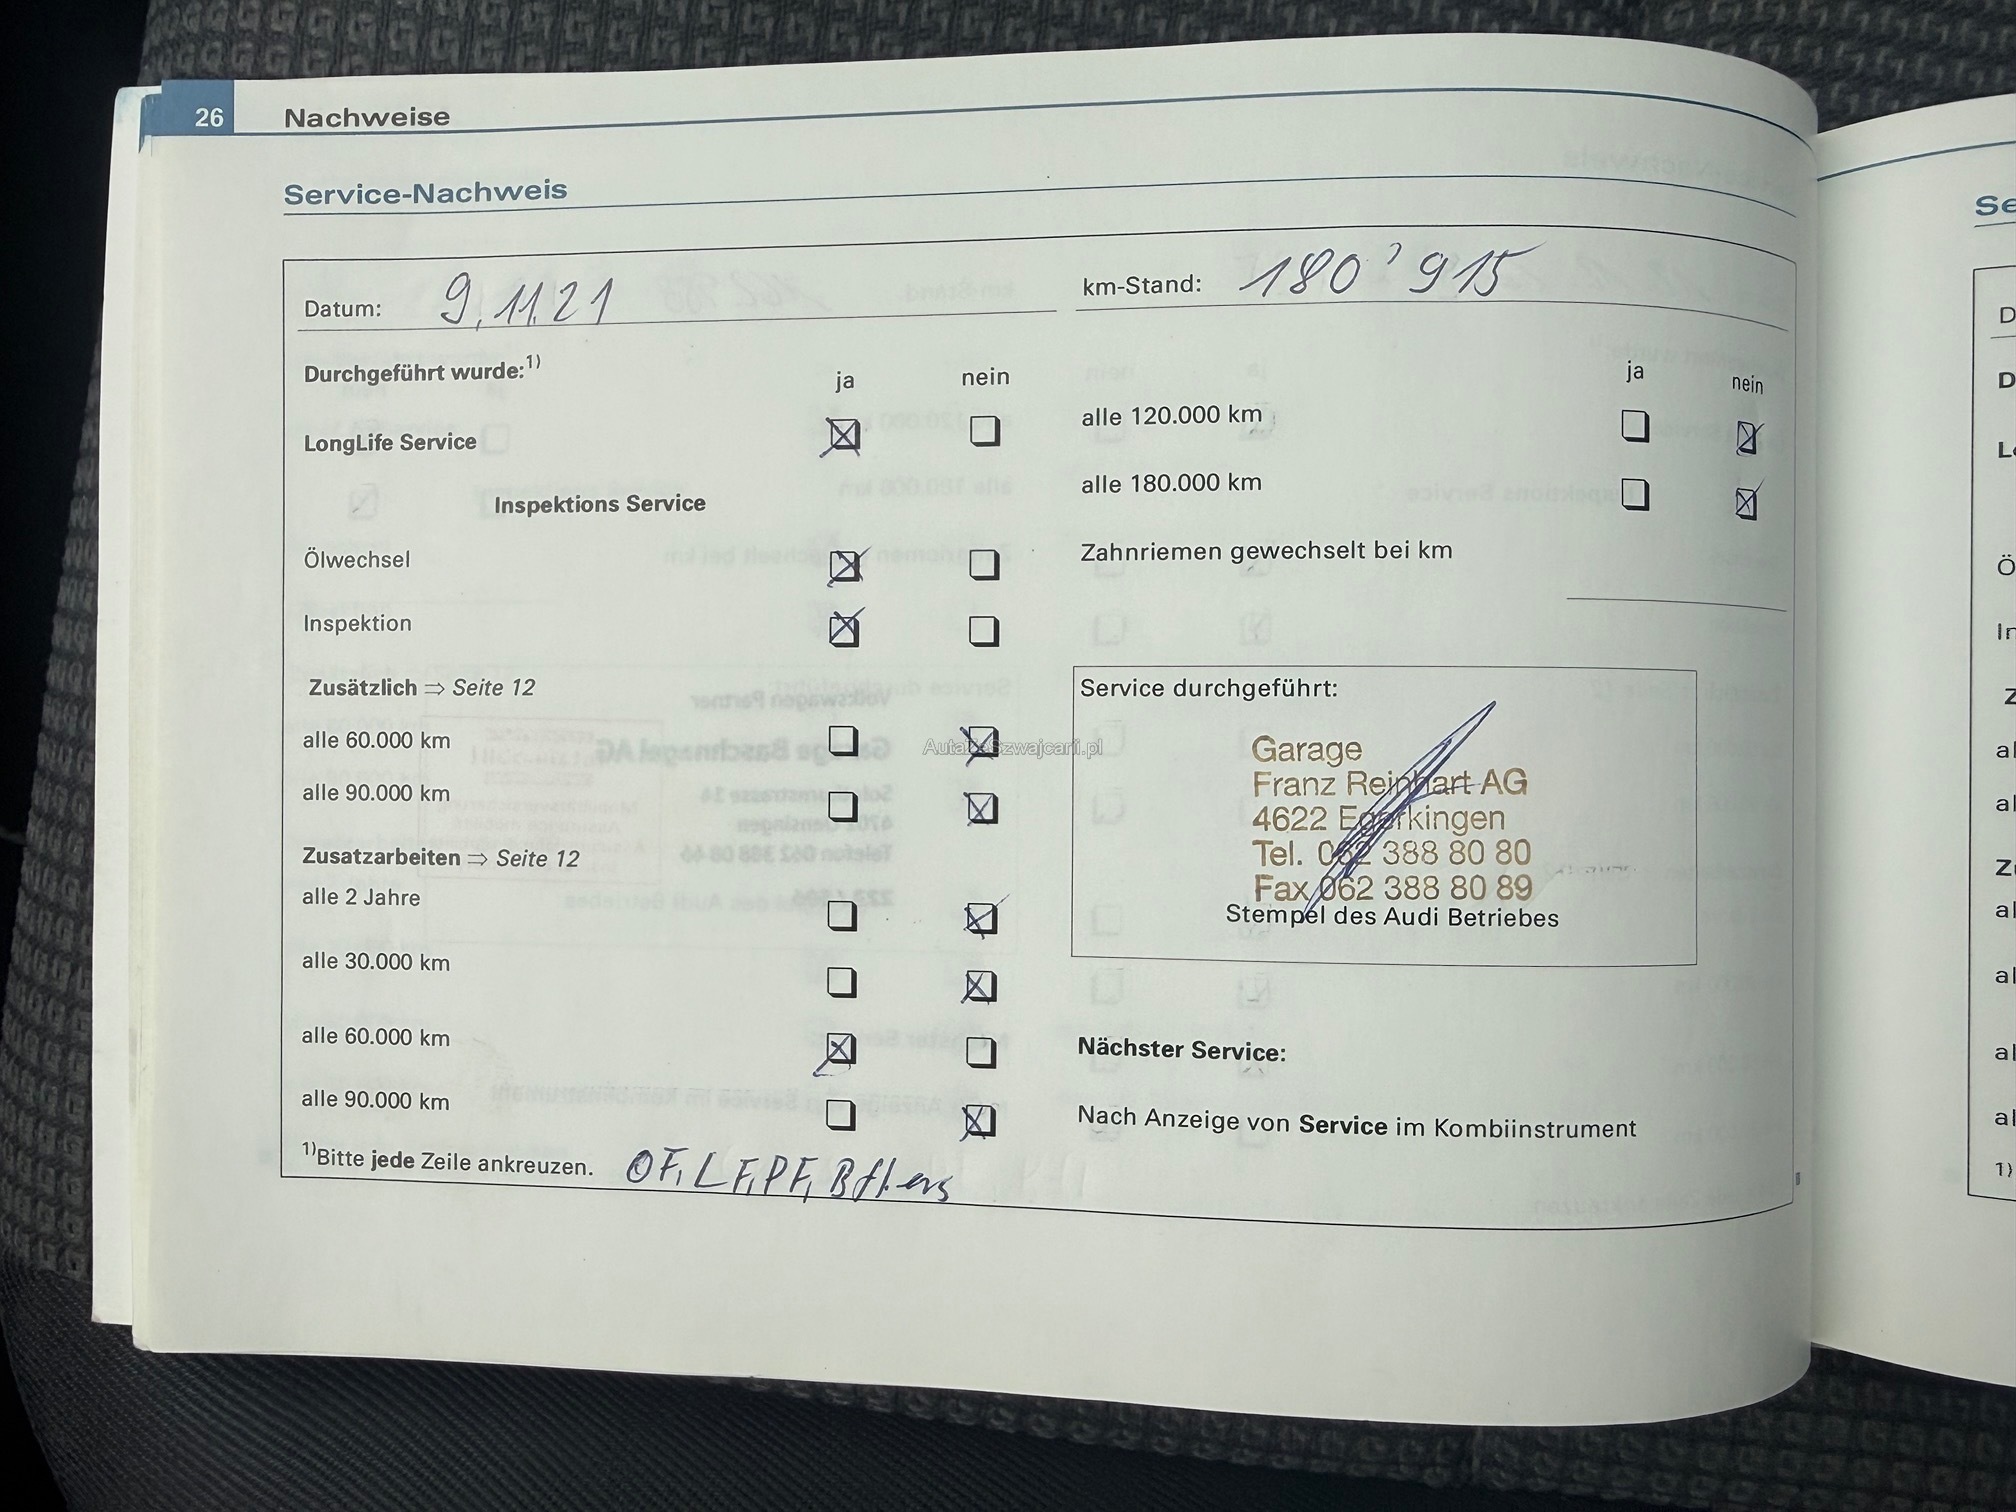 26 Nachweise
Service-Nachweis
Datum: 9.11.21
km-Stand: 180'915
Durchgeführt wurde:1)
ja nein
LongLife Service
Inspektions Service
Ölwechsel
Inspektion
Zusätzlich ⇒ Seite 12
alle 60.000 km
alle 90.000 km
Zusatzarbeiten ⇒ Seite 12
alle 2 Jahre
alle 30.000 km
alle 60.000 km
alle 90.000 km
1)Bitte jede Zeile ankreuzen. OF, LF, PF,
ja nein
alle 120.000 km
alle 180.000 km
Zahnriemen gewechselt bei km
Service durchgeführt:
Garage
Franz Reinhart AG
4622 Egerkingen
Tel. 062 388 80 80
Fax 062 388 80 89
Stempel des Audi Betriebes
Nächster Service:
Nach Anzeige von Service im Kombiinstrument
AutaZeSzwajcarii.pl